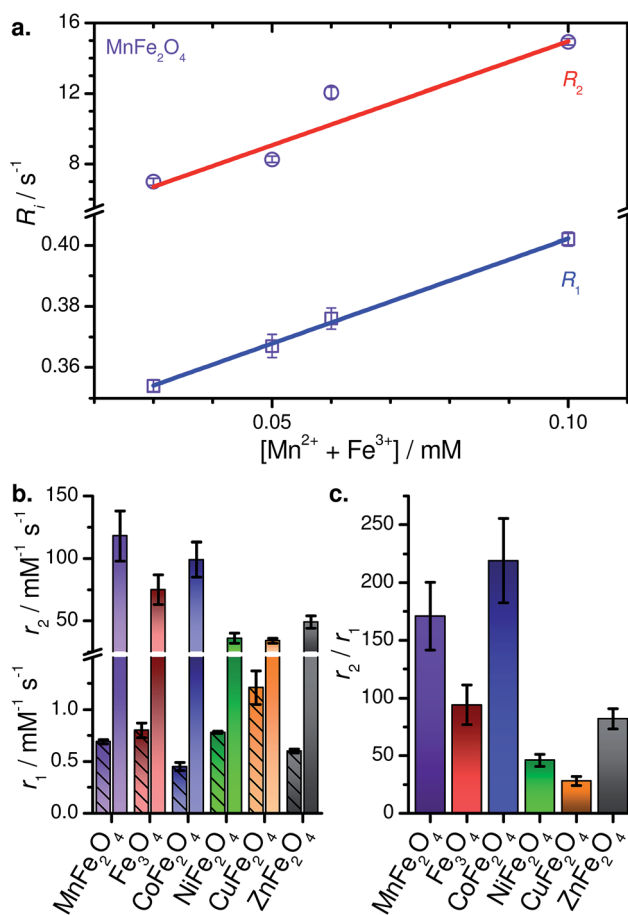 a.
MnFe₂O₄
16
12
8
4
0.40
0.38
0.36
Rᵢ / s⁻¹
R₂
R₁
0.05 0.10
[Mn²⁺ + Fe³⁺] / mM
b.
150
100
50
1.0
0.5
0.0
r₂ / mM⁻¹ s⁻¹
r₁ / mM⁻¹ s⁻¹
MnFe₂O₄
Fe₃O₄
CoFe₂O₄
NiFe₂O₄
CuFe₂O₄
ZnFe₂O₄
c.
250
200
150
100
50
0
r₂ / r₁
MnFe₂O₄
Fe₃O₄
CoFe₂O₄
NiFe₂O₄
CuFe₂O₄
ZnFe₂O₄